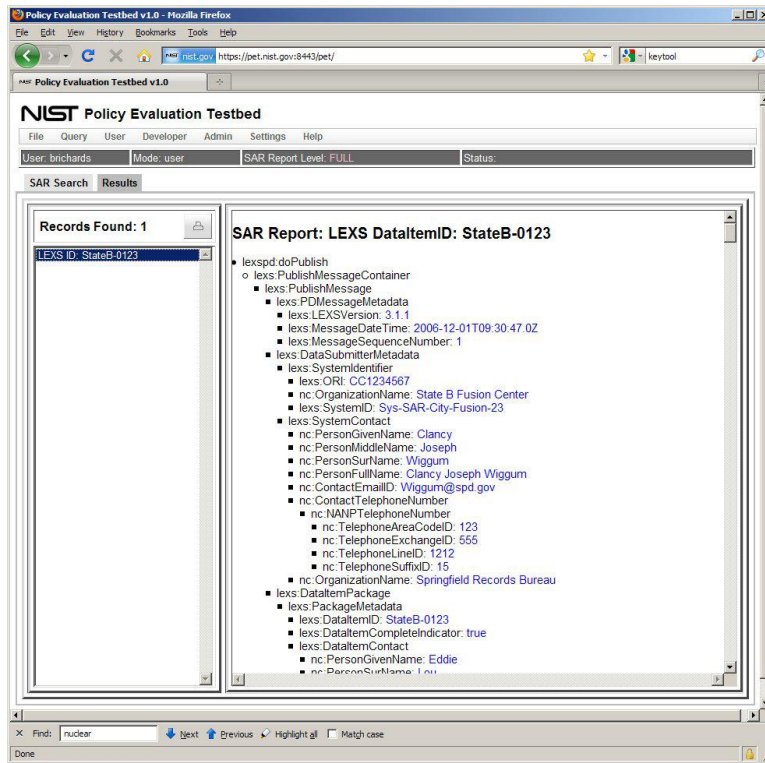 Policy Evaluation Testbed v1.0 - Mozilla Firefox
File Edit View History Bookmarks Tools Help
NIST nist.gov https://pet.nist.gov:8443/pet/ keytool
NIST Policy Evaluation Testbed v1.0
NIST Policy Evaluation Testbed
File Query User Developer Admin Settings Help
User: brichards Mode: user SAR Report Level: FULL Status:
SAR Search Results
Records Found: 1
LEXS ID: StateB-0123
SAR Report: LEXS DataItemID: StateB-0123
lexspd:doPublish
lexs:PublishMessageContainer
lexs:PublishMessage
lexs:PDMessageMetadata
lexs:LEXSVersion: 3.1.1
lexs:MessageDateTime: 2006-12-01T09:30:47.0Z
lexs:MessageSequenceNumber: 1
lexs:DataSubmitterMetadata
lexs:SystemIdentifier
lexs:ORI: CC1234567
nc:OrganizationName: State B Fusion Center
lexs:SystemID: Sys-SAR-City-Fusion-23
lexs:SystemContact
nc:PersonGivenName: Clancy
nc:PersonMiddleName: Joseph
nc:PersonSurName: Wiggum
nc:PersonFullName: Clancy Joseph Wiggum
nc:ContactEmailID: Wiggum@spd.gov
nc:ContactTelephoneNumber
nc:NANPTelephoneNumber
nc:TelephoneAreaCodeID: 123
nc:TelephoneExchangeID: 555
nc:TelephoneLineID: 1212
nc:TelephoneSuffixID: 15
nc:OrganizationName: Springfield Records Bureau
lexs:DataItemPackage
lexs:PackageMetadata
lexs:DataItemID: StateB-0123
lexs:DataItemCompleteIndicator: true
lexs:DataItemContact
nc:PersonGivenName: Eddie
nc:PersonSurName: Lou
Find: nuclear Next Previous Highlight all Match case
Done